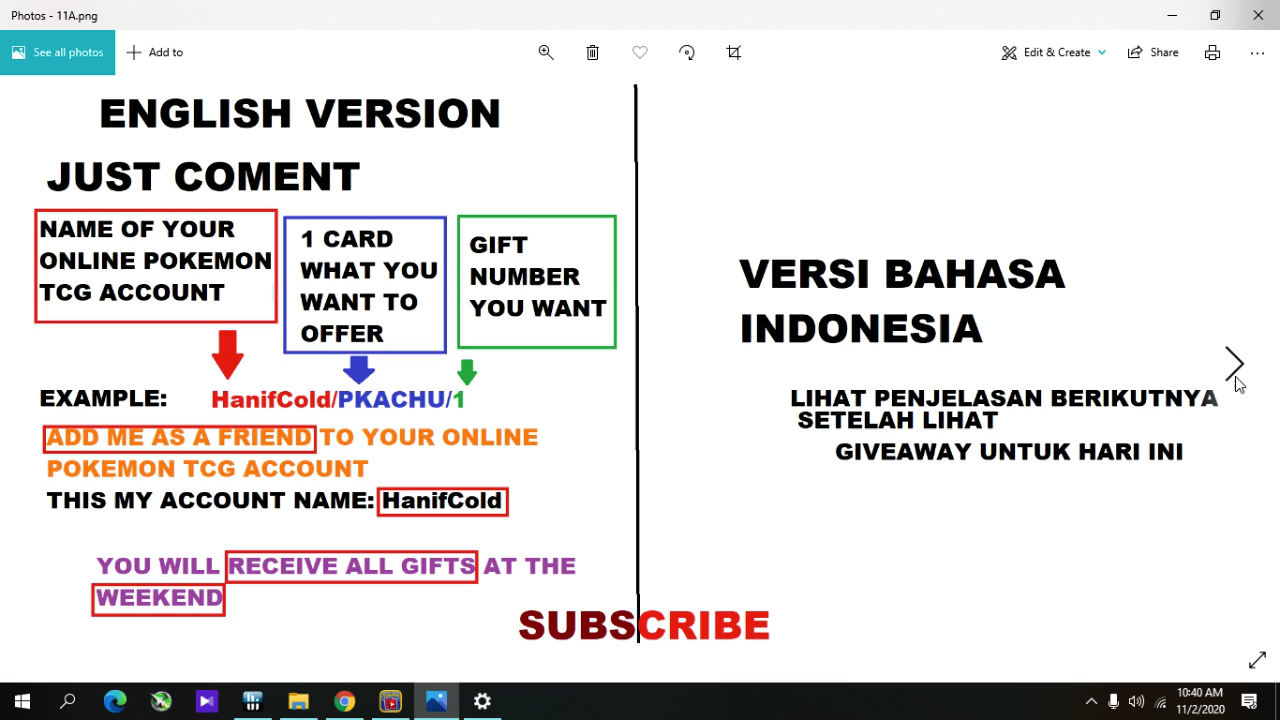 Photos - 11A.png
See all photos
Add to
Edit & Create
Share
ENGLISH VERSION
JUST COMENT
NAME OF YOUR
ONLINE POKEMON
TCG ACCOUNT
1 CARD
WHAT YOU
WANT TO
OFFER
GIFT
NUMBER
YOU WANT
EXAMPLE: HanifCold/PKACHU/1
ADD ME AS A FRIEND TO YOUR ONLINE
POKEMON TCG ACCOUNT
THIS MY ACCOUNT NAME: HanifCold
YOU WILL RECEIVE ALL GIFTS AT THE
WEEKEND
VERSI BAHASA
INDONESIA
LIHAT PENJELASAN BERIKUTNYA
SETELAH LIHAT
GIVEAWAY UNTUK HARI INI
SUBSCRIBE
10:40 AM
11/2/2020